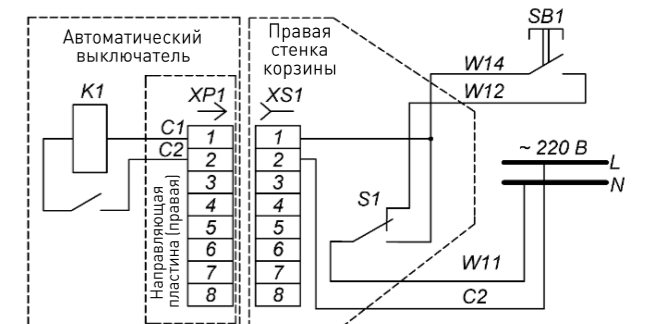 SB1
Автоматический
выключатель
Правая
стенка
корзины
W14
W12
K1
XP1
XS1
C1
C2
1
2
3
4
5
6
7
8
Направляющая
пластина (правая)
1
2
3
4
5
6
7
8
S1
~ 220 В
L
N
W11
C2